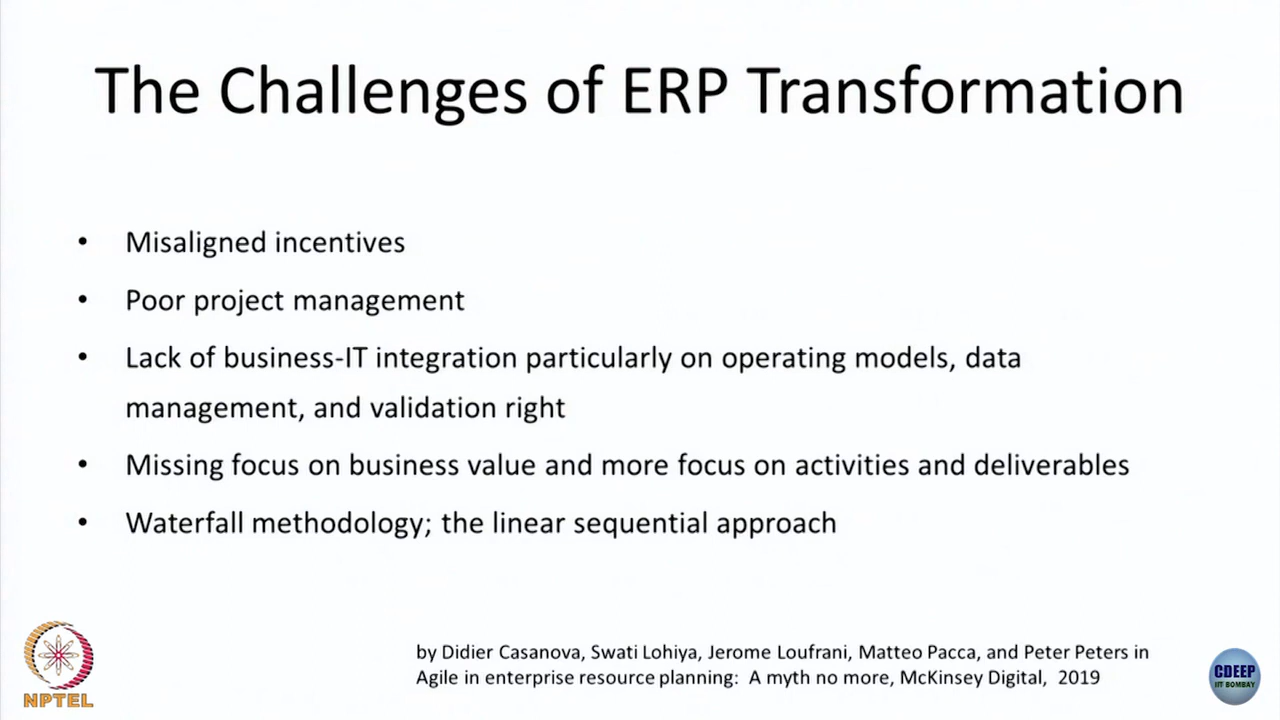 The Challenges of ERP Transformation
• Misaligned incentives
• Poor project management
• Lack of business-IT integration particularly on operating models, data
management, and validation right
• Missing focus on business value and more focus on activities and deliverables
• Waterfall methodology; the linear sequential approach
by Didier Casanova, Swati Lohiya, Jerome Loufrani, Matteo Pacca, and Peter Peters in
Agile in enterprise resource planning: A myth no more, McKinsey Digital, 2019
NPTEL
CDEEP
IIT BOMBAY